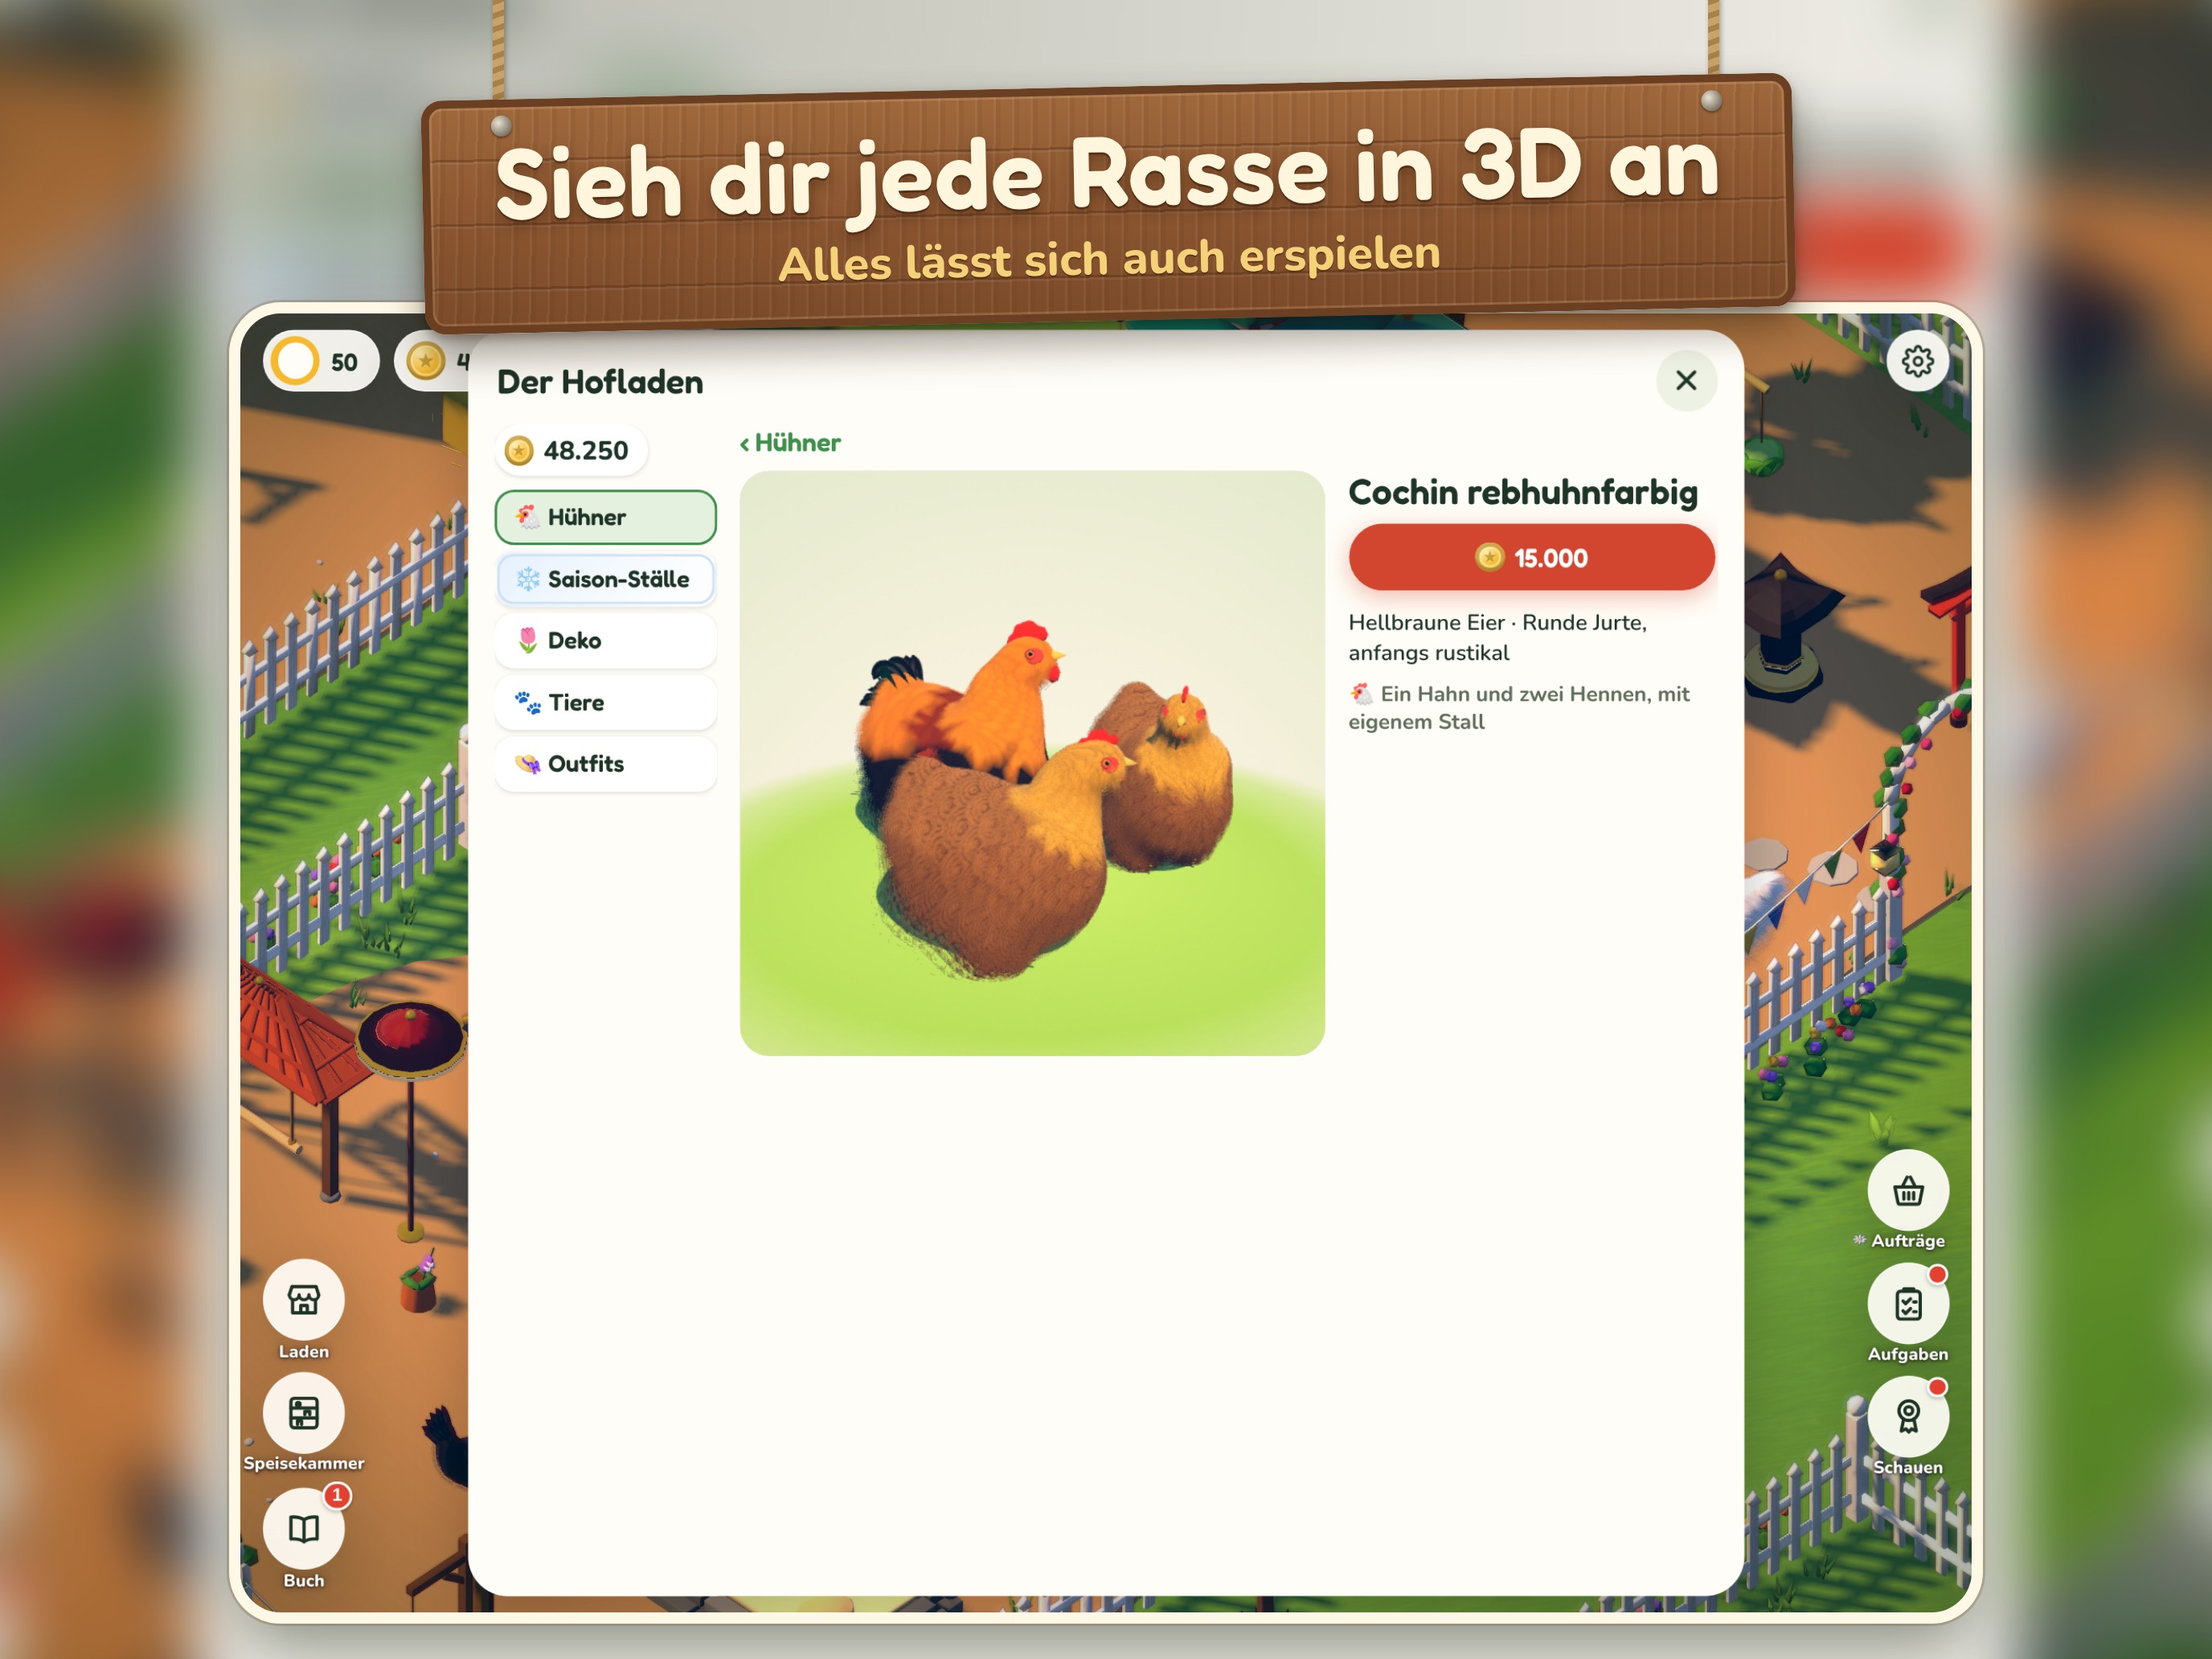 Sieh dir jede Rasse in 3D an
Alles lässt sich auch erspielen
50
4
Der Hofladen
48.250
‹ Hühner
Hühner
Saison-Ställe
Deko
Tiere
Outfits
Cochin rebhuhnfarbig
15.000
Hellbraune Eier · Runde Jurte,
anfangs rustikal
Ein Hahn und zwei Hennen, mit
eigenem Stall
Laden
Speisekammer
1
Buch
Aufträge
Aufgaben
Schauen